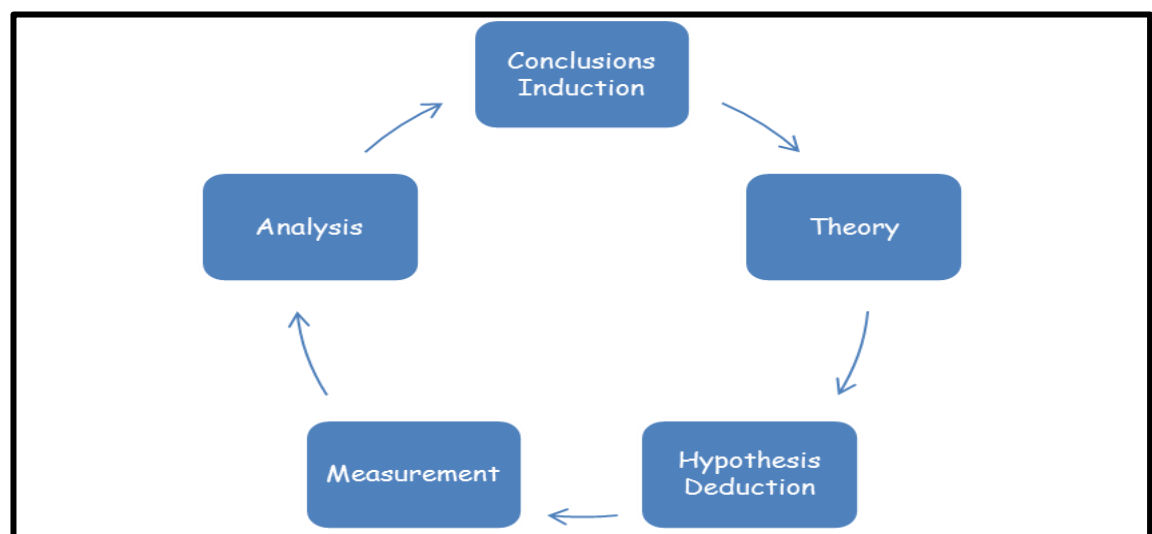 Conclusions
Induction
Analysis
Theory
Measurement
Hypothesis
Deduction